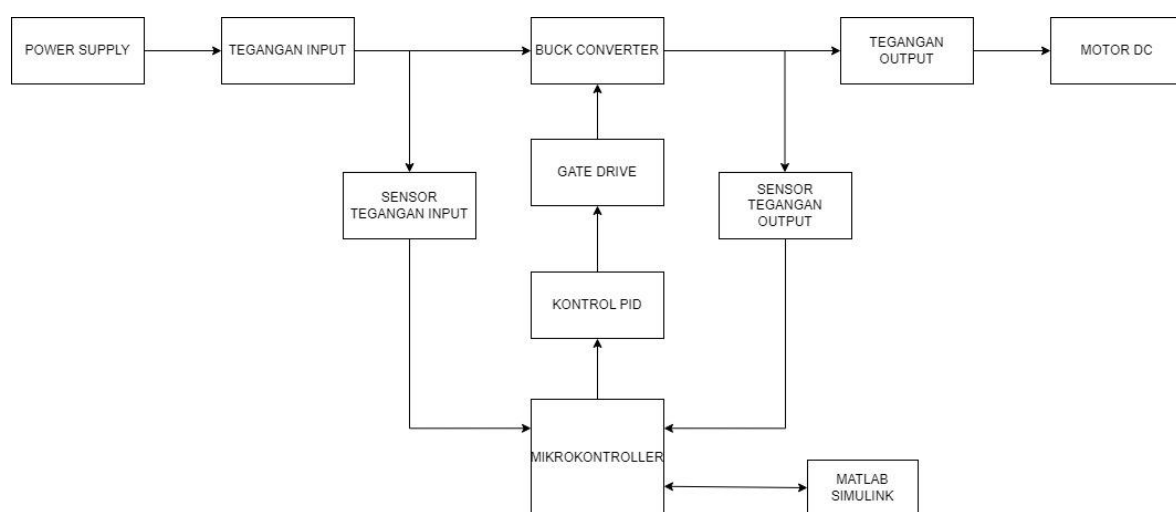 POWER SUPPLY
TEGANGAN INPUT
BUCK CONVERTER
TEGANGAN
OUTPUT
MOTOR DC
GATE DRIVE
SENSOR
TEGANGAN INPUT
SENSOR
TEGANGAN
OUTPUT
KONTROL PID
MIKROKONTROLLER
MATLAB
SIMULINK